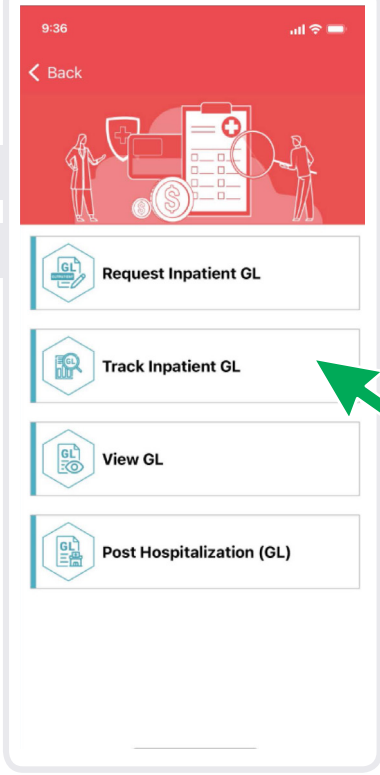 9:36
Back
GL
Request Inpatient GL
GL
Track Inpatient GL
GL
View GL
GL
Post Hospitalization (GL)